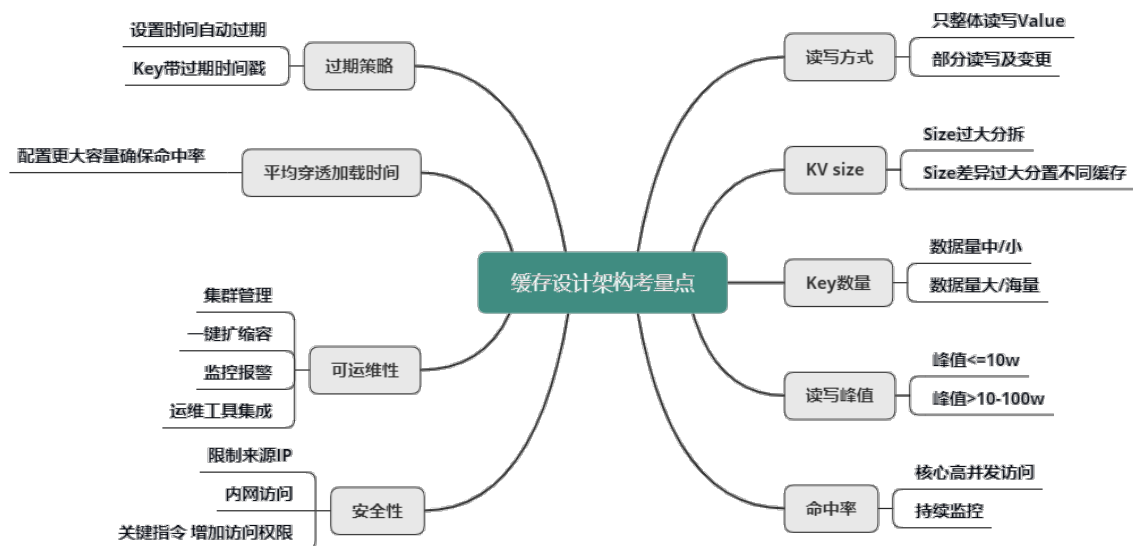 缓存设计架构考量点
读写方式
只整体读写Value
部分读写及变更
KV size
Size过大分拆
Size差异过大分置不同缓存
Key数量
数据量中/小
数据量大/海量
读写峰值
峰值<=10w
峰值>10-100w
命中率
核心高并发访问
持续监控
过期策略
设置时间自动过期
Key带过期时间戳
平均穿透加载时间
配置更大容量确保命中率
可运维性
集群管理
一键扩缩容
监控报警
运维工具集成
安全性
限制来源IP
内网访问
关键指令 增加访问权限